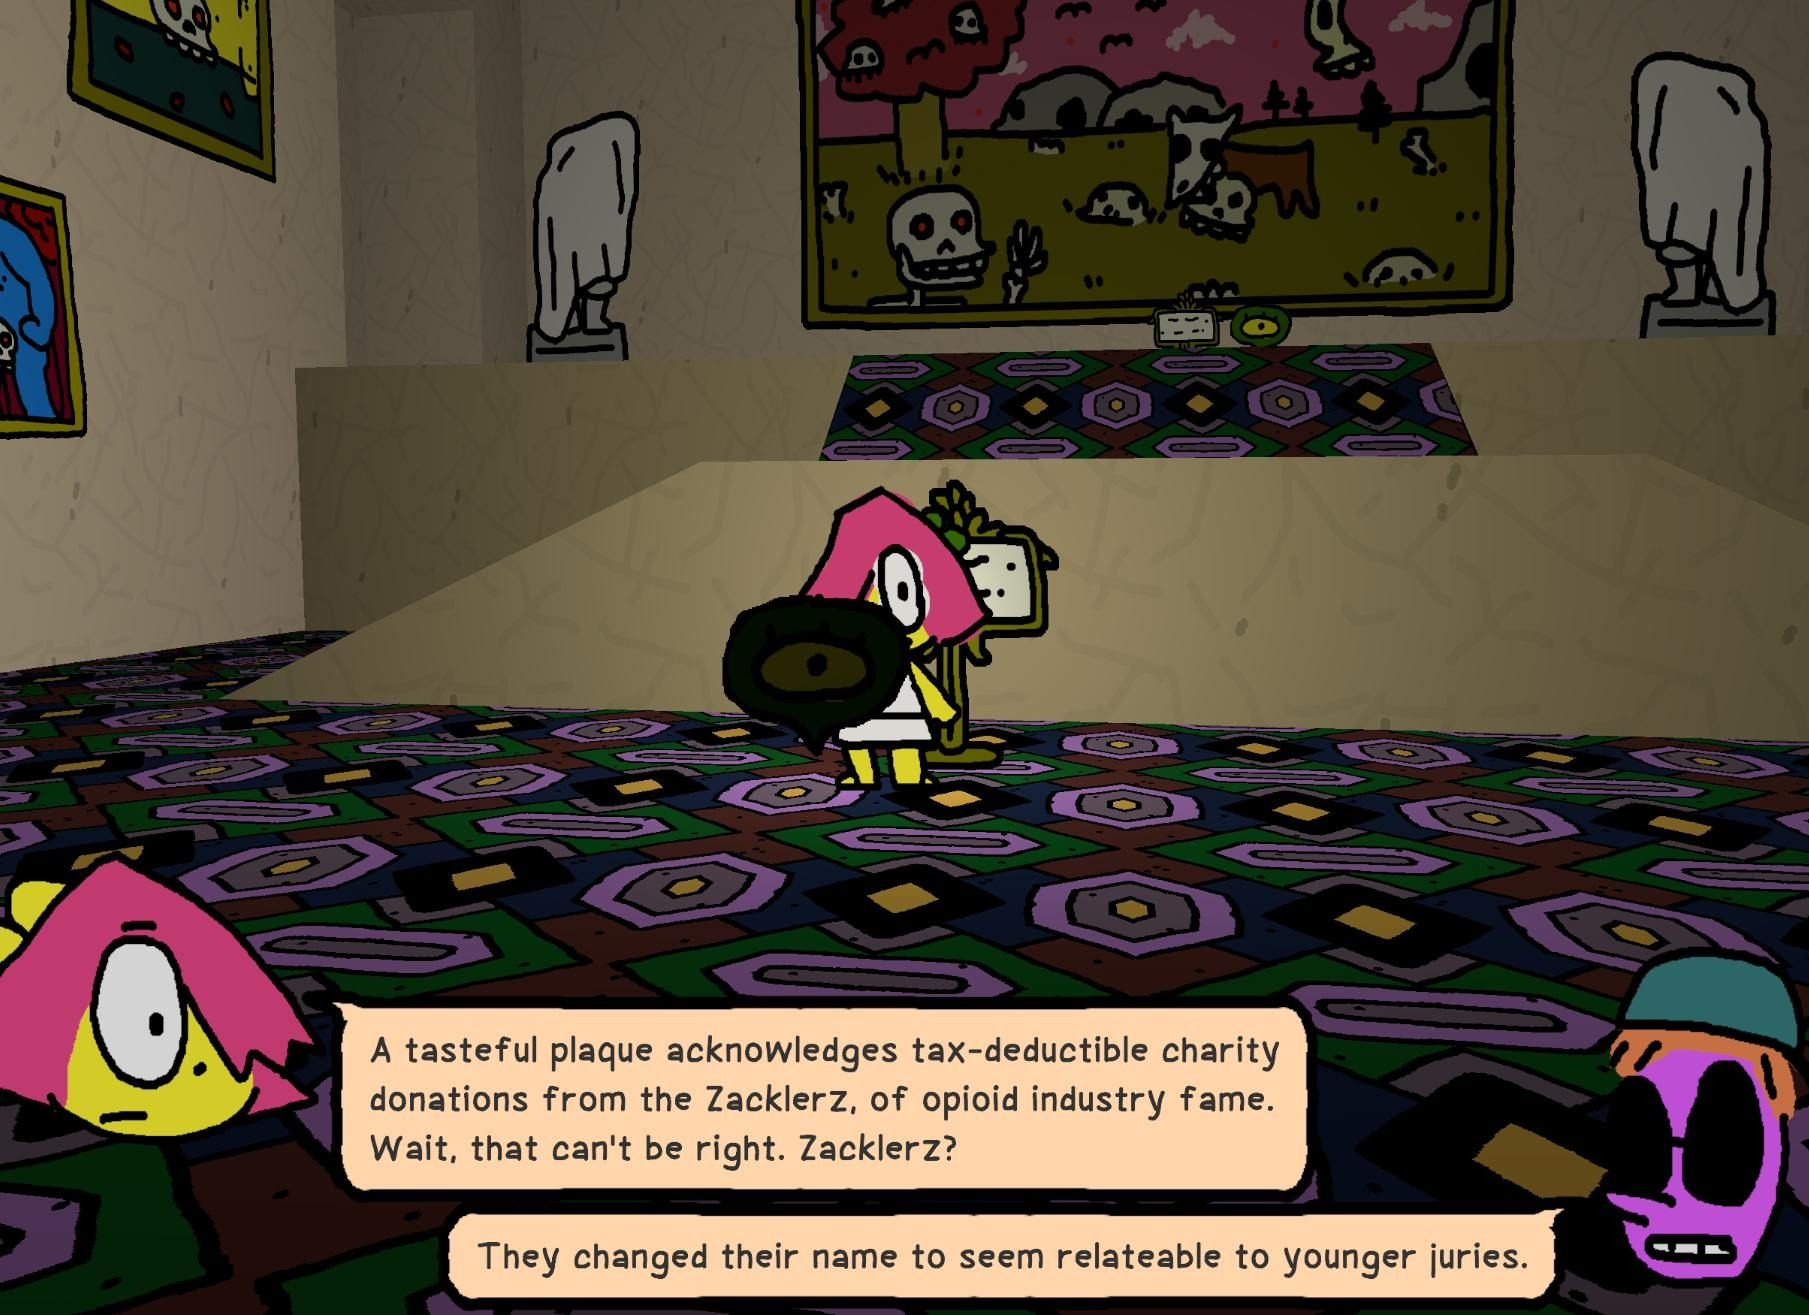 A tasteful plaque acknowledges tax-deductible charity
donations from the Zacklerz, of opioid industry fame.
Wait, that can't be right. Zacklerz?
They changed their name to seem relateable to younger juries.